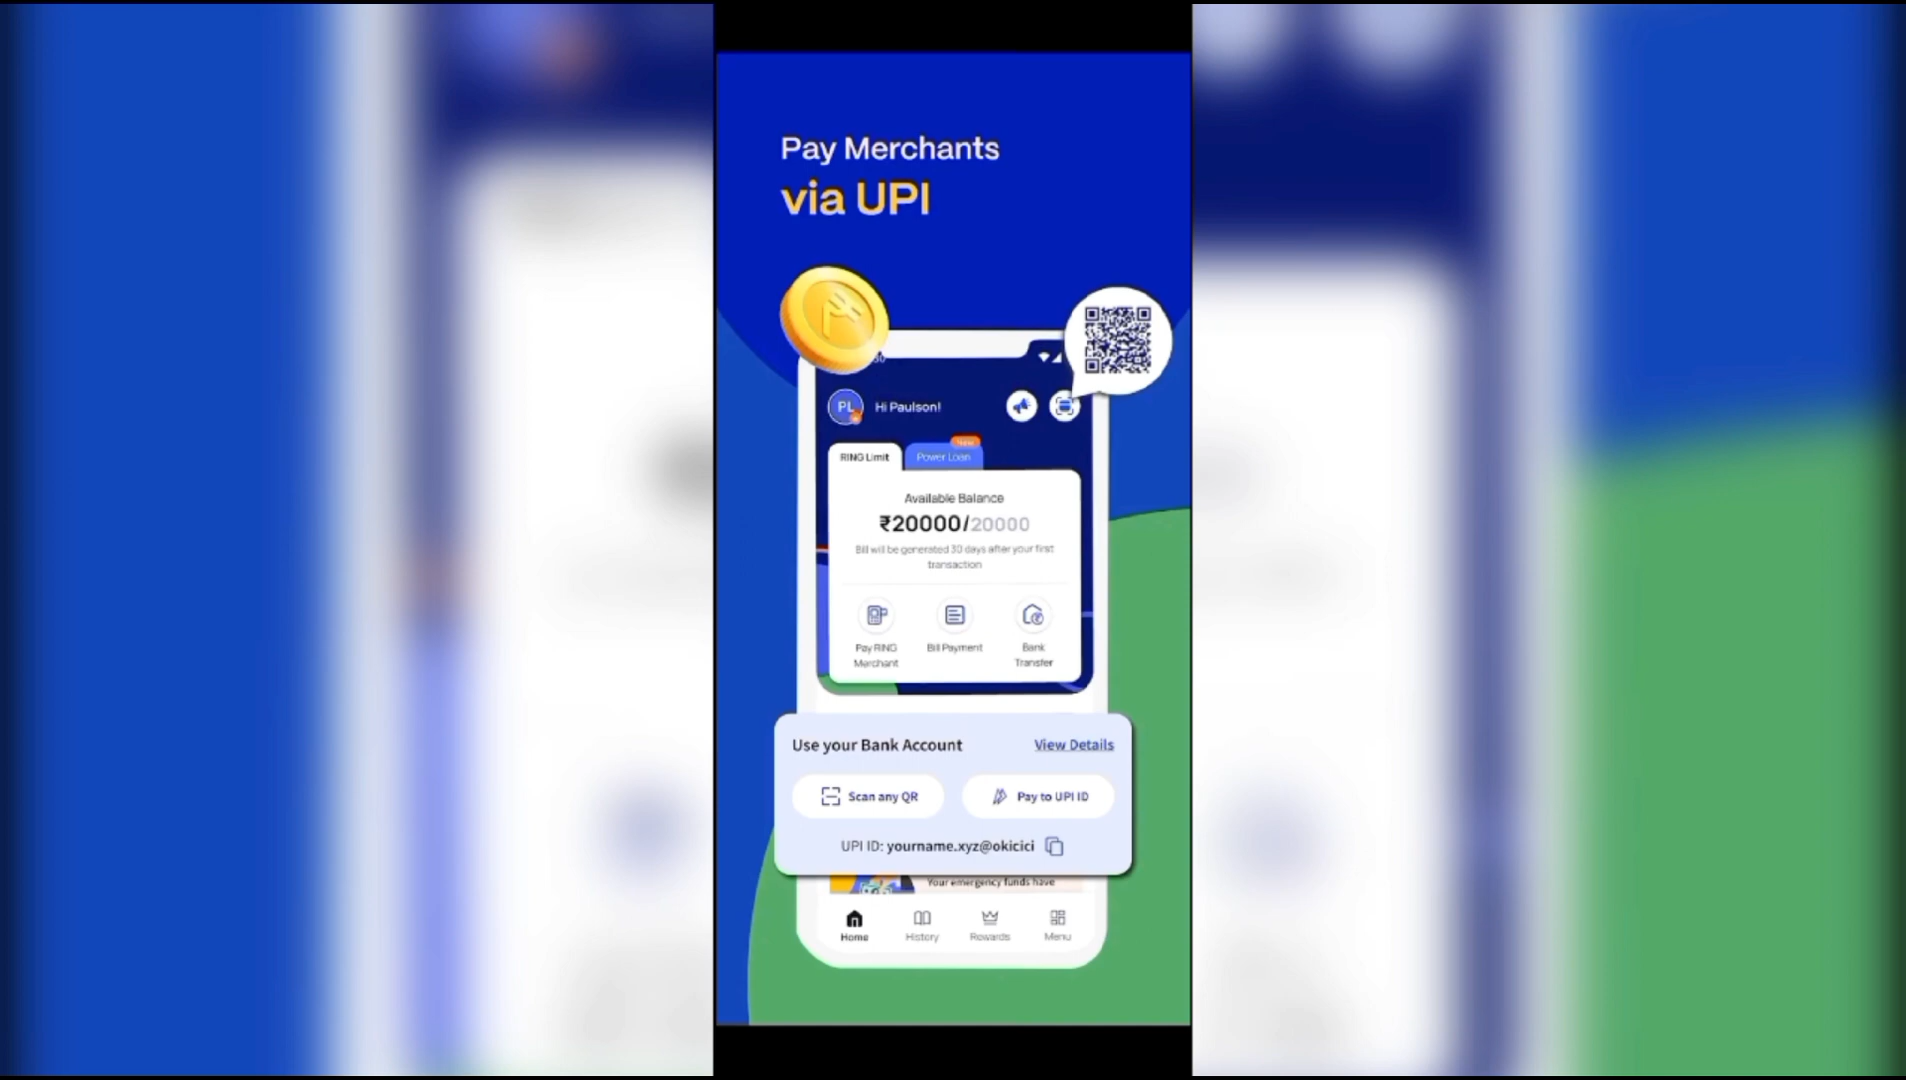 Pay Merchants
via UPI
PL
Hi Paulson!
New
RING Limit
Power Loan
Available Balance
₹20000/20000
Bill will be generated 30 days after your first
transaction
Pay RING
Merchant
Bill Payment
Bank
Transfer
Use your Bank Account
View Details
Scan any QR
Pay to UPI ID
UPI ID: yourname.xyz@okicici
Your emergency funds have
Home
History
Rewards
Menu